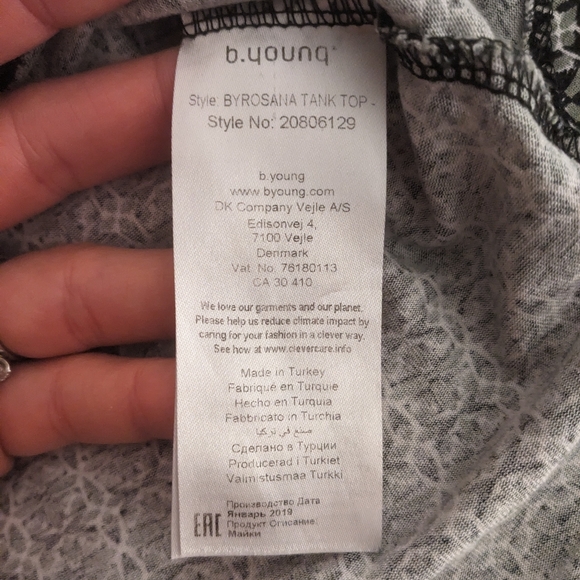 b.young
Style: BYROSANA TANK TOP -
Style No: 20806129
b.young
www.byoung.com
DK Company Vejle A/S
Edisonvej 4,
7100 Vejle
Denmark
Vat. No. 76180113
CA 30 410
We love our garments and our planet.
Please help us reduce climate impact by
caring for your fashion in a clever way.
See how at www.clevercare.info
Made in Turkey
Fabriqué en Turquie
Hecho en Turquia
Fabbricato in Turchia
صنع في تركيا
Сделано в Турции
Producerad i Turkiet
Valmistusmaa Turkki
Производство Дата
Январь 2019
EAC Продукт Описание:
Майки